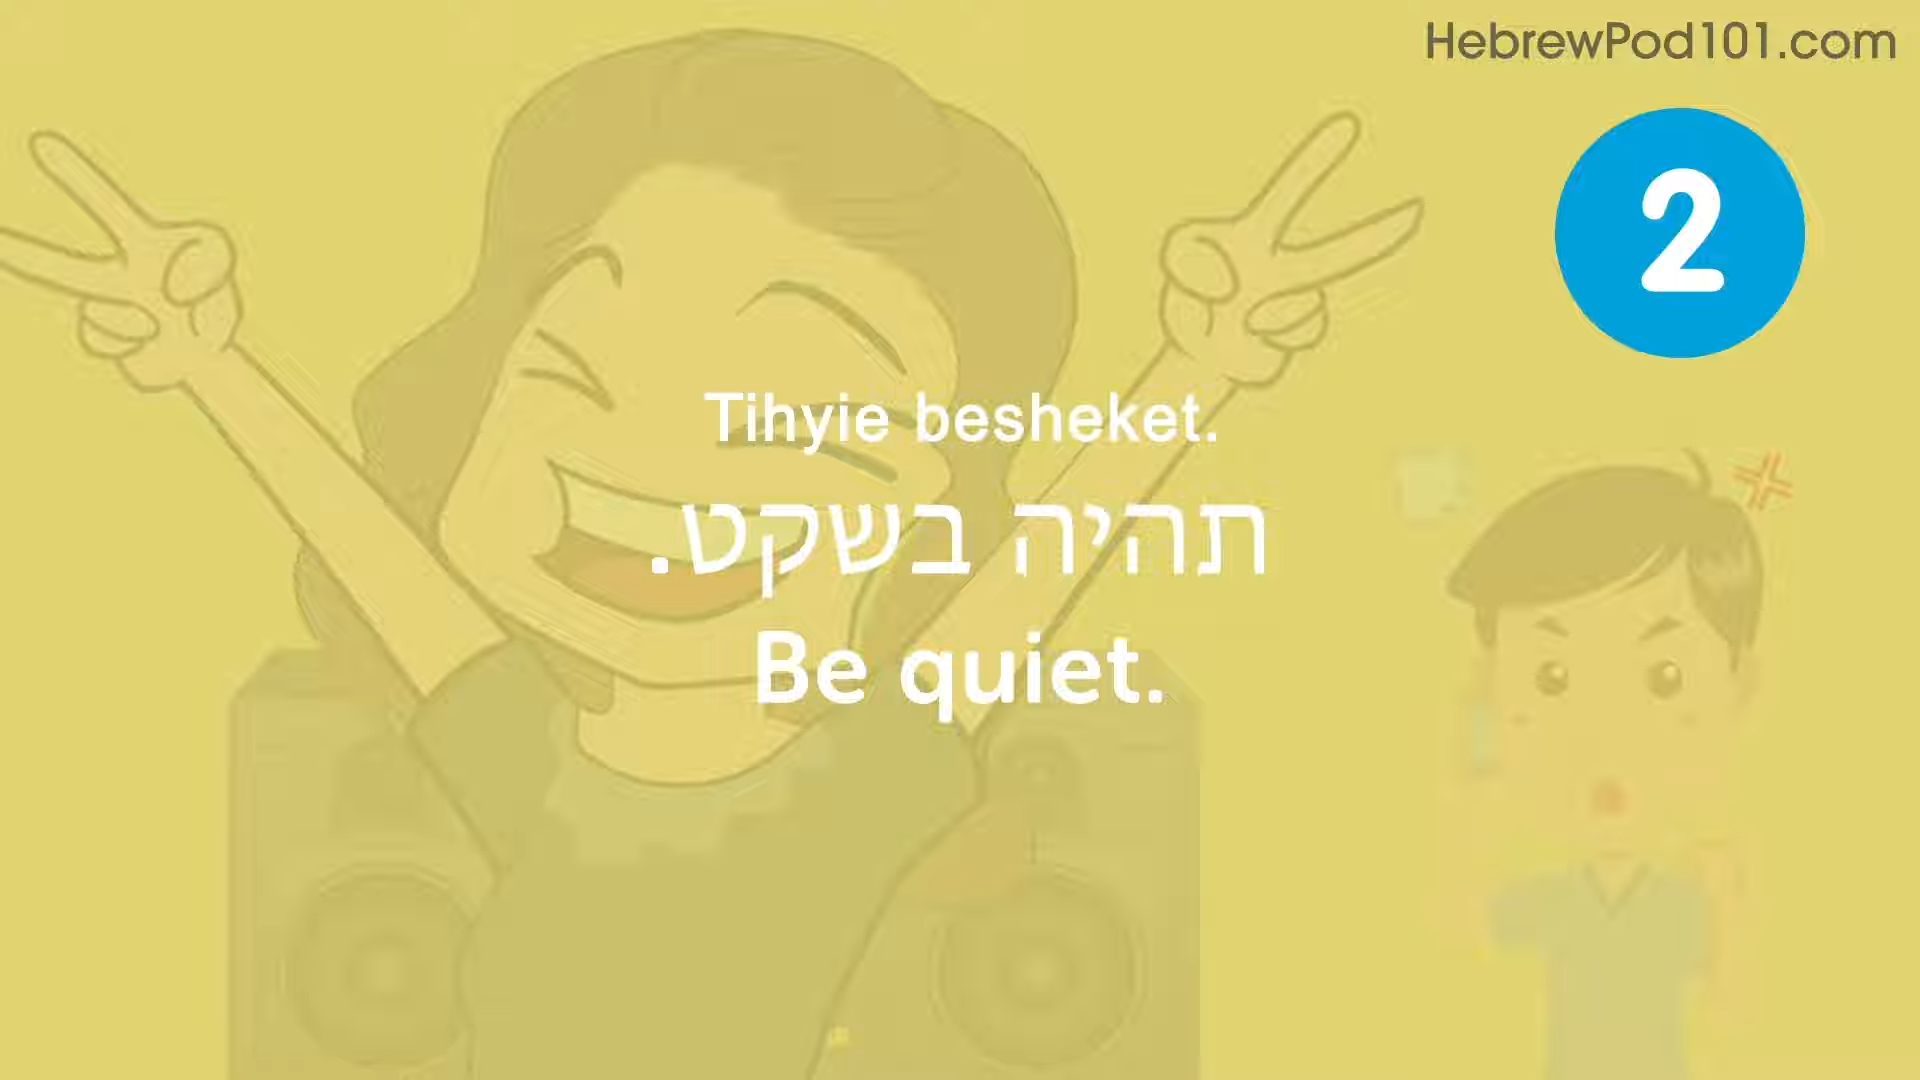 HebrewPod101.com
2
Tihyie besheket.
תהיה בשקט.
Be quiet.